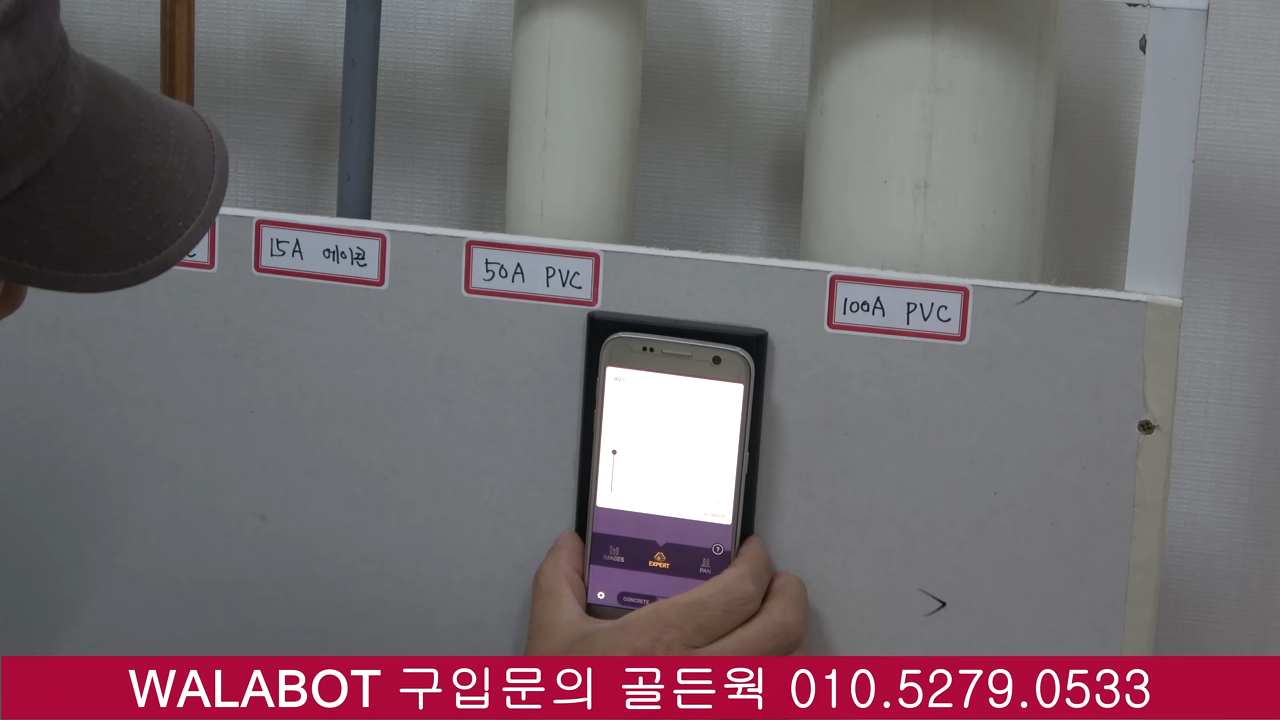 15A 에이콘
50A PVC
100A PVC
IMAGES
EXPERT
?
PAN
CONCRETE
WALABOT 구입문의 골든웍 010.5279.0533